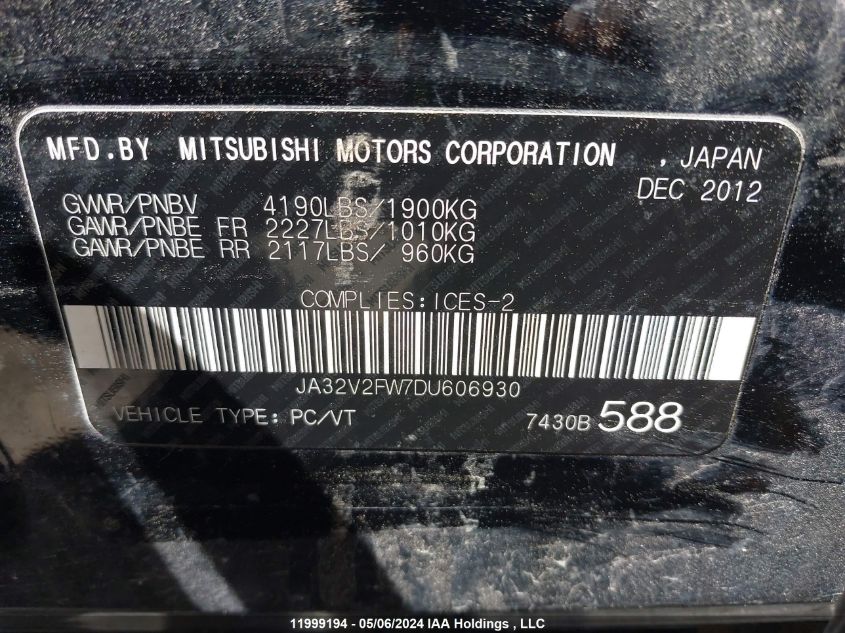 MFD.BY MITSUBISHI MOTORS CORPORATION , JAPAN
DEC 2012
GVWR/PNBV 4190LBS/1900KG
GAWR/PNBE FR 2227LBS/1010KG
GAWR/PNBE RR 2117LBS/ 960KG
COMPLIES:ICES-2
JA32V2FW7DU606930
VEHICLE TYPE: PC/VT 7430B 588
11999194 - 05/06/2024 IAA Holdings , LLC